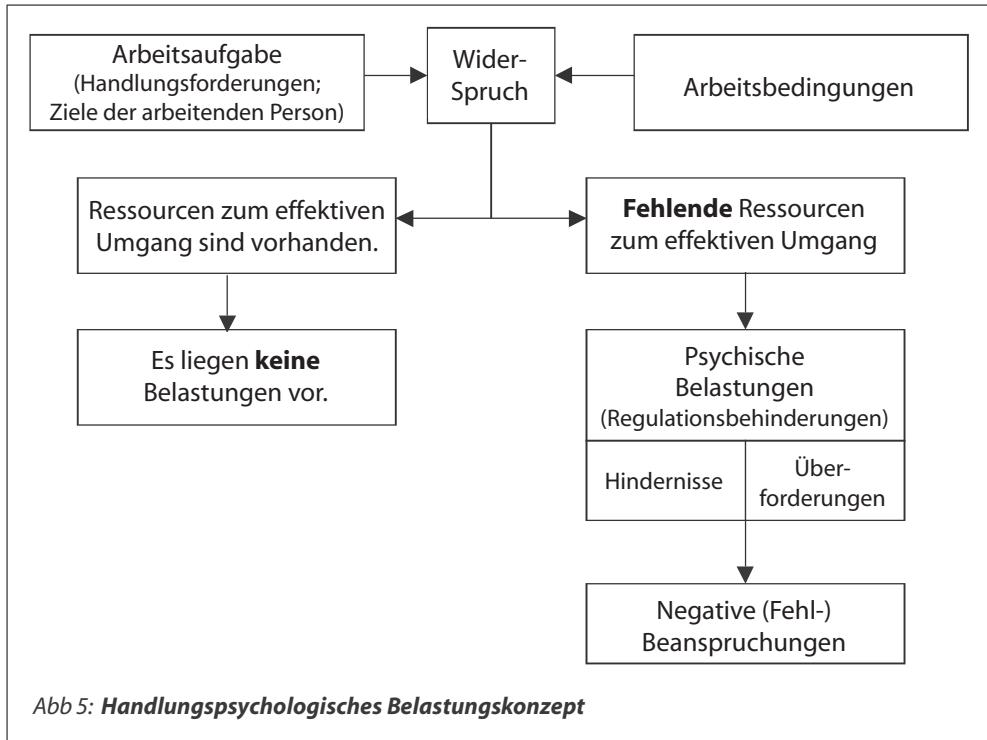 Arbeitsaufgabe
(Handlungsforderungen;
Ziele der arbeitenden Person)
Wider-
Spruch
Arbeitsbedingungen
Ressourcen zum effektiven
Umgang sind vorhanden.
Fehlende Ressourcen
zum effektiven Umgang
Es liegen keine
Belastungen vor.
Psychische
Belastungen
(Regulationsbehinderungen)
Hindernisse
Über-
forderungen
Negative (Fehl-)
Beanspruchungen
Abb 5: Handlungspsychologisches Belastungskonzept